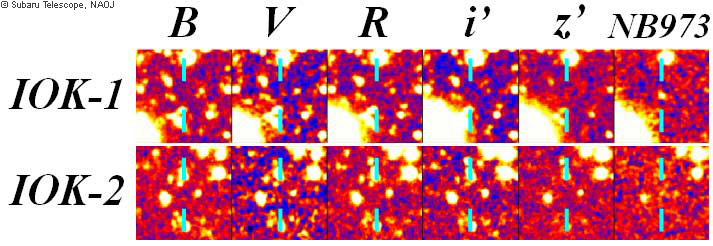 © Subaru Telescope, NAOJ
B V R i' z' NB973
IOK-1
IOK-2